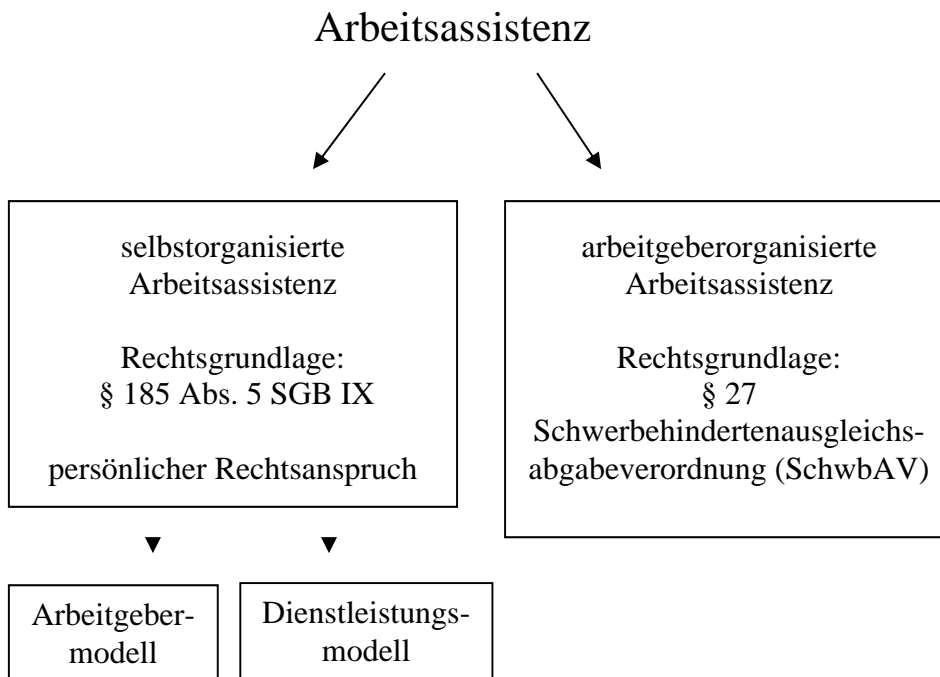 Arbeitsassistenz
selbstorganisierte
Arbeitsassistenz
Rechtsgrundlage:
§ 185 Abs. 5 SGB IX
persönlicher Rechtsanspruch
arbeitgeberorganisierte
Arbeitsassistenz
Rechtsgrundlage:
§ 27
Schwerbehindertenausgleichs-
abgabeverordnung (SchwbAV)
Arbeitgeber-
modell
Dienstleistungs-
modell